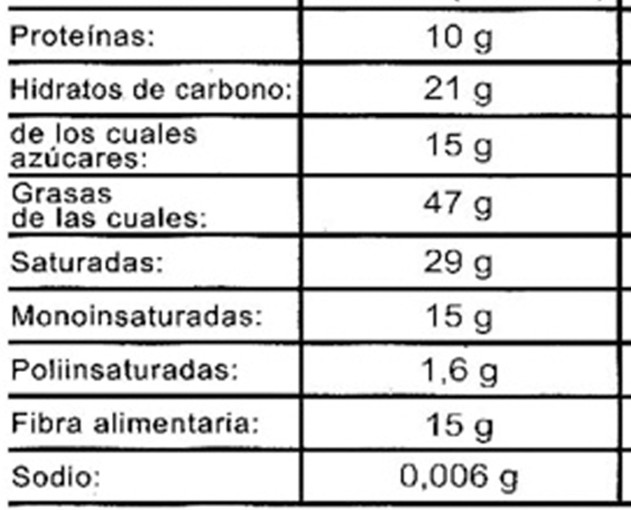 Proteínas: 10 g
Hidratos de carbono: 21 g
de los cuales
azúcares: 15 g
Grasas
de las cuales: 47 g
Saturadas: 29 g
Monoinsaturadas: 15 g
Poliinsaturadas: 1,6 g
Fibra alimentaria: 15 g
Sodio: 0,006 g